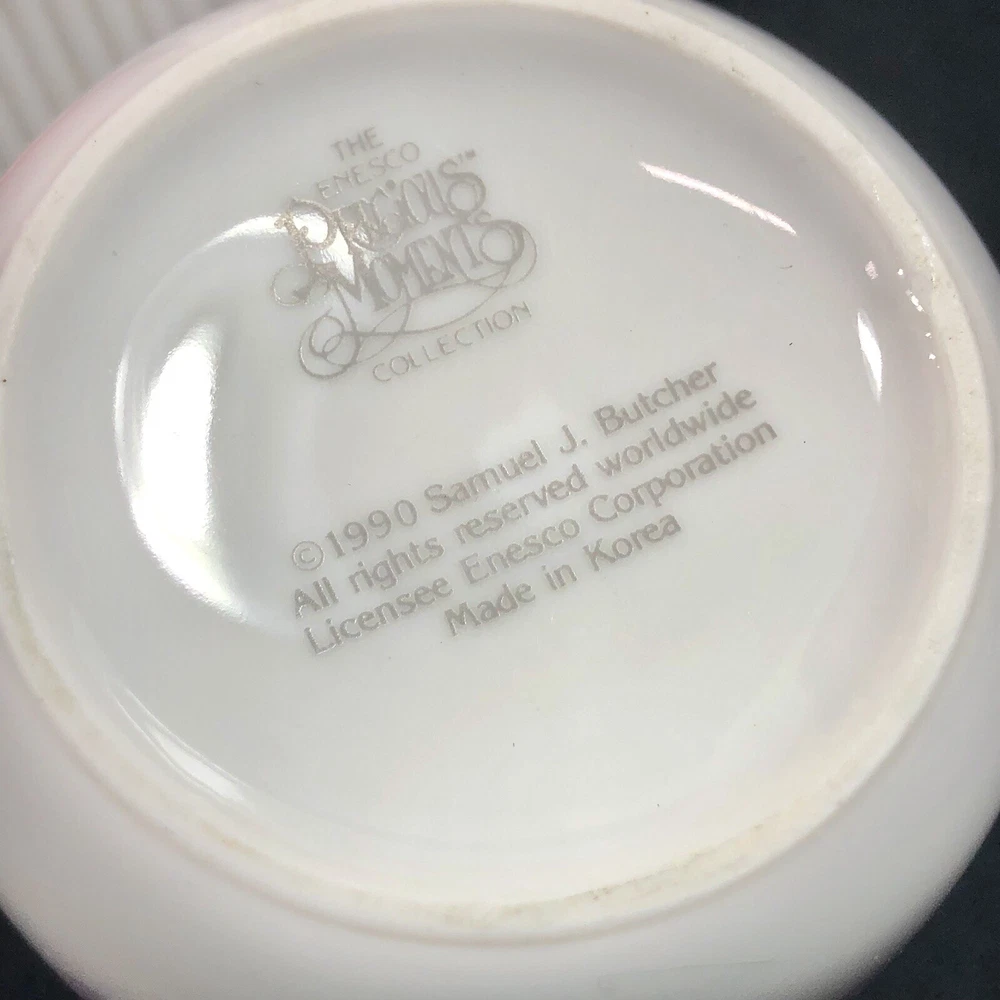 THE
ENESCO
PRECIOUS™
MOMENTS
COLLECTION
©1990 Samuel J. Butcher
All rights reserved worldwide
Licensee Enesco Corporation
Made in Korea